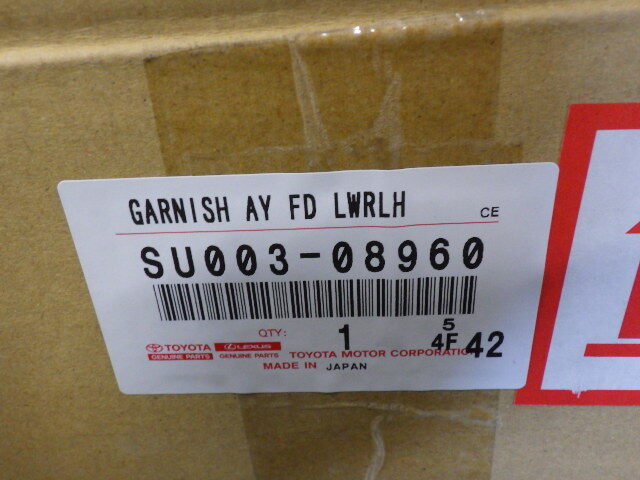 GARNISH AY FD LWRLH CE
SU003-08960
QTY: 1 5
4F 42
TOYOTA LEXUS
GENUINE PARTS GENUINE PARTS TOYOTA MOTOR CORPORATIO
MADE IN JAPAN